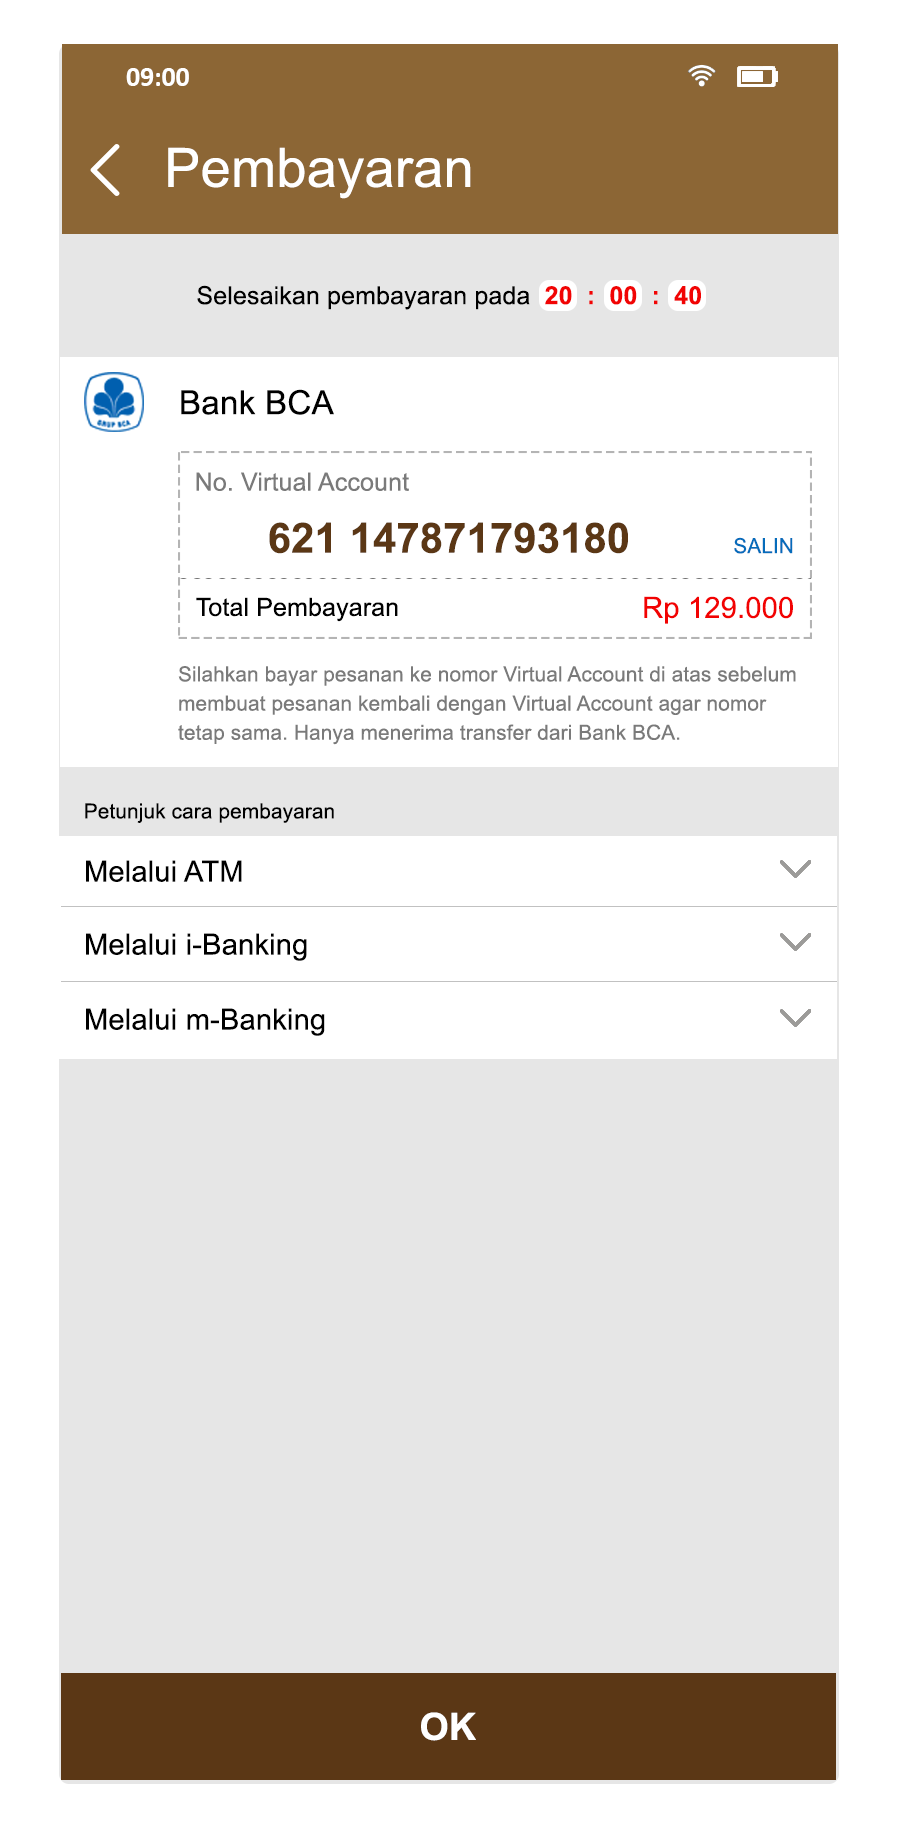 09:00
Pembayaran
Selesaikan pembayaran pada 20 : 00 : 40
GRUP BCA
Bank BCA
No. Virtual Account
621 147871793180
SALIN
Total Pembayaran Rp 129.000
Silahkan bayar pesanan ke nomor Virtual Account di atas sebelum
membuat pesanan kembali dengan Virtual Account agar nomor
tetap sama. Hanya menerima transfer dari Bank BCA.
Petunjuk cara pembayaran
Melalui ATM
Melalui i-Banking
Melalui m-Banking
OK